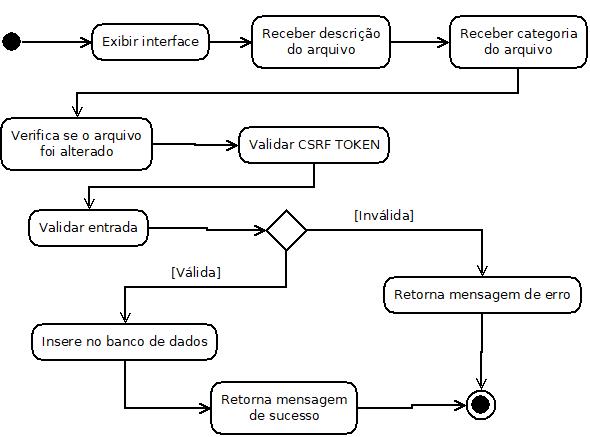 Exibir interface
Receber descrição
do arquivo
Receber categoria
do arquivo
Verifica se o arquivo
foi alterado
Validar CSRF TOKEN
Validar entrada
[Inválida]
[Válida]
Retorna mensagem de erro
Insere no banco de dados
Retorna mensagem
de sucesso